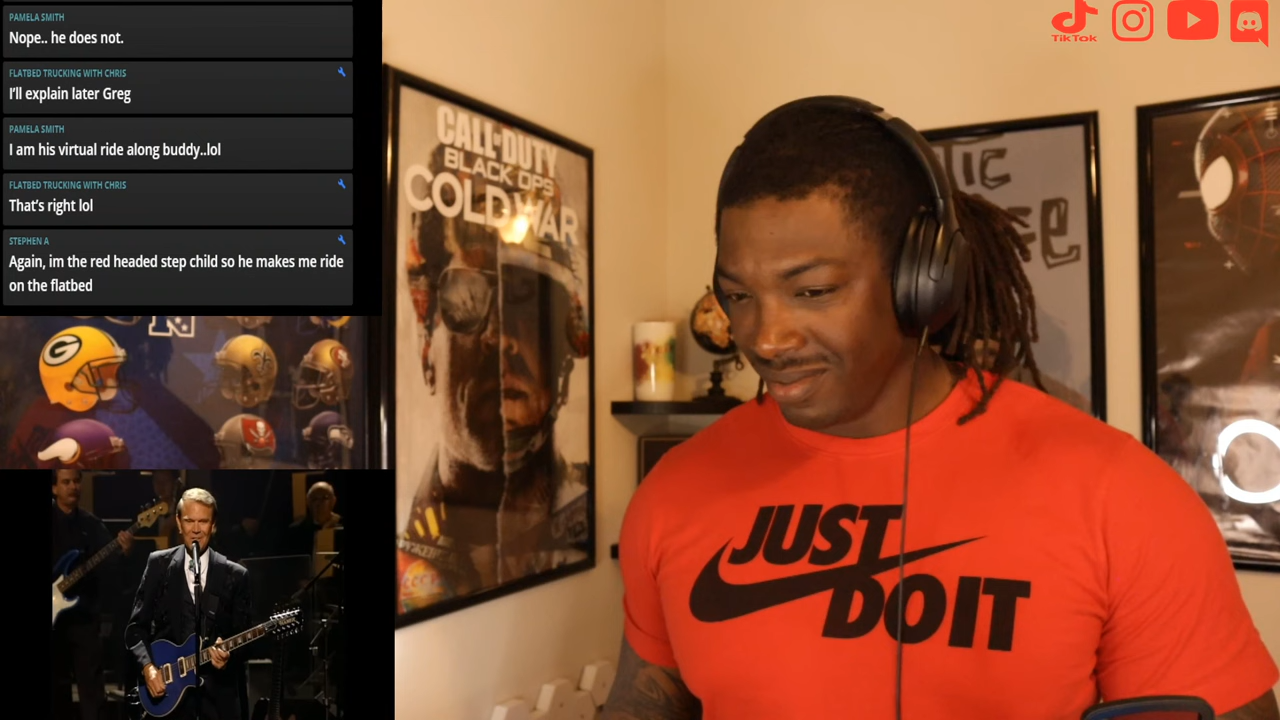 PAMELA SMITH
Nope.. he does not.
FLATBED TRUCKING WITH CHRIS
I'll explain later Greg
PAMELA SMITH
I am his virtual ride along buddy..lol
FLATBED TRUCKING WITH CHRIS
That's right lol
STEPHEN A
Again, im the red headed step child so he makes me ride
on the flatbed
TikTok
CALL OF DUTY
BLACK OPS
COLD WAR
TIC
JUST
DO IT
G
N